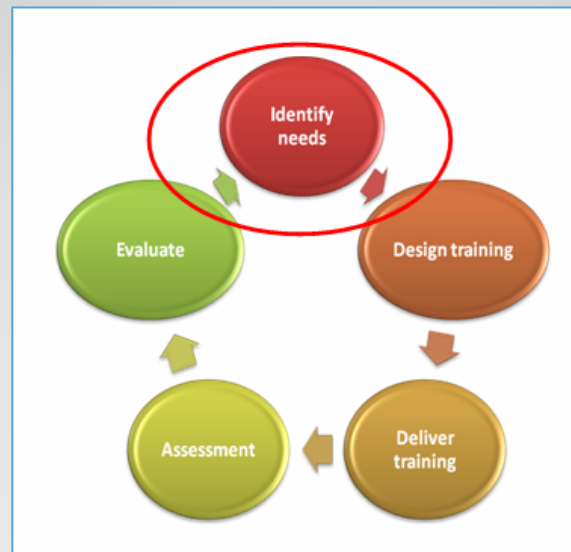 Identify
needs
Design training
Deliver
training
Assessment
Evaluate